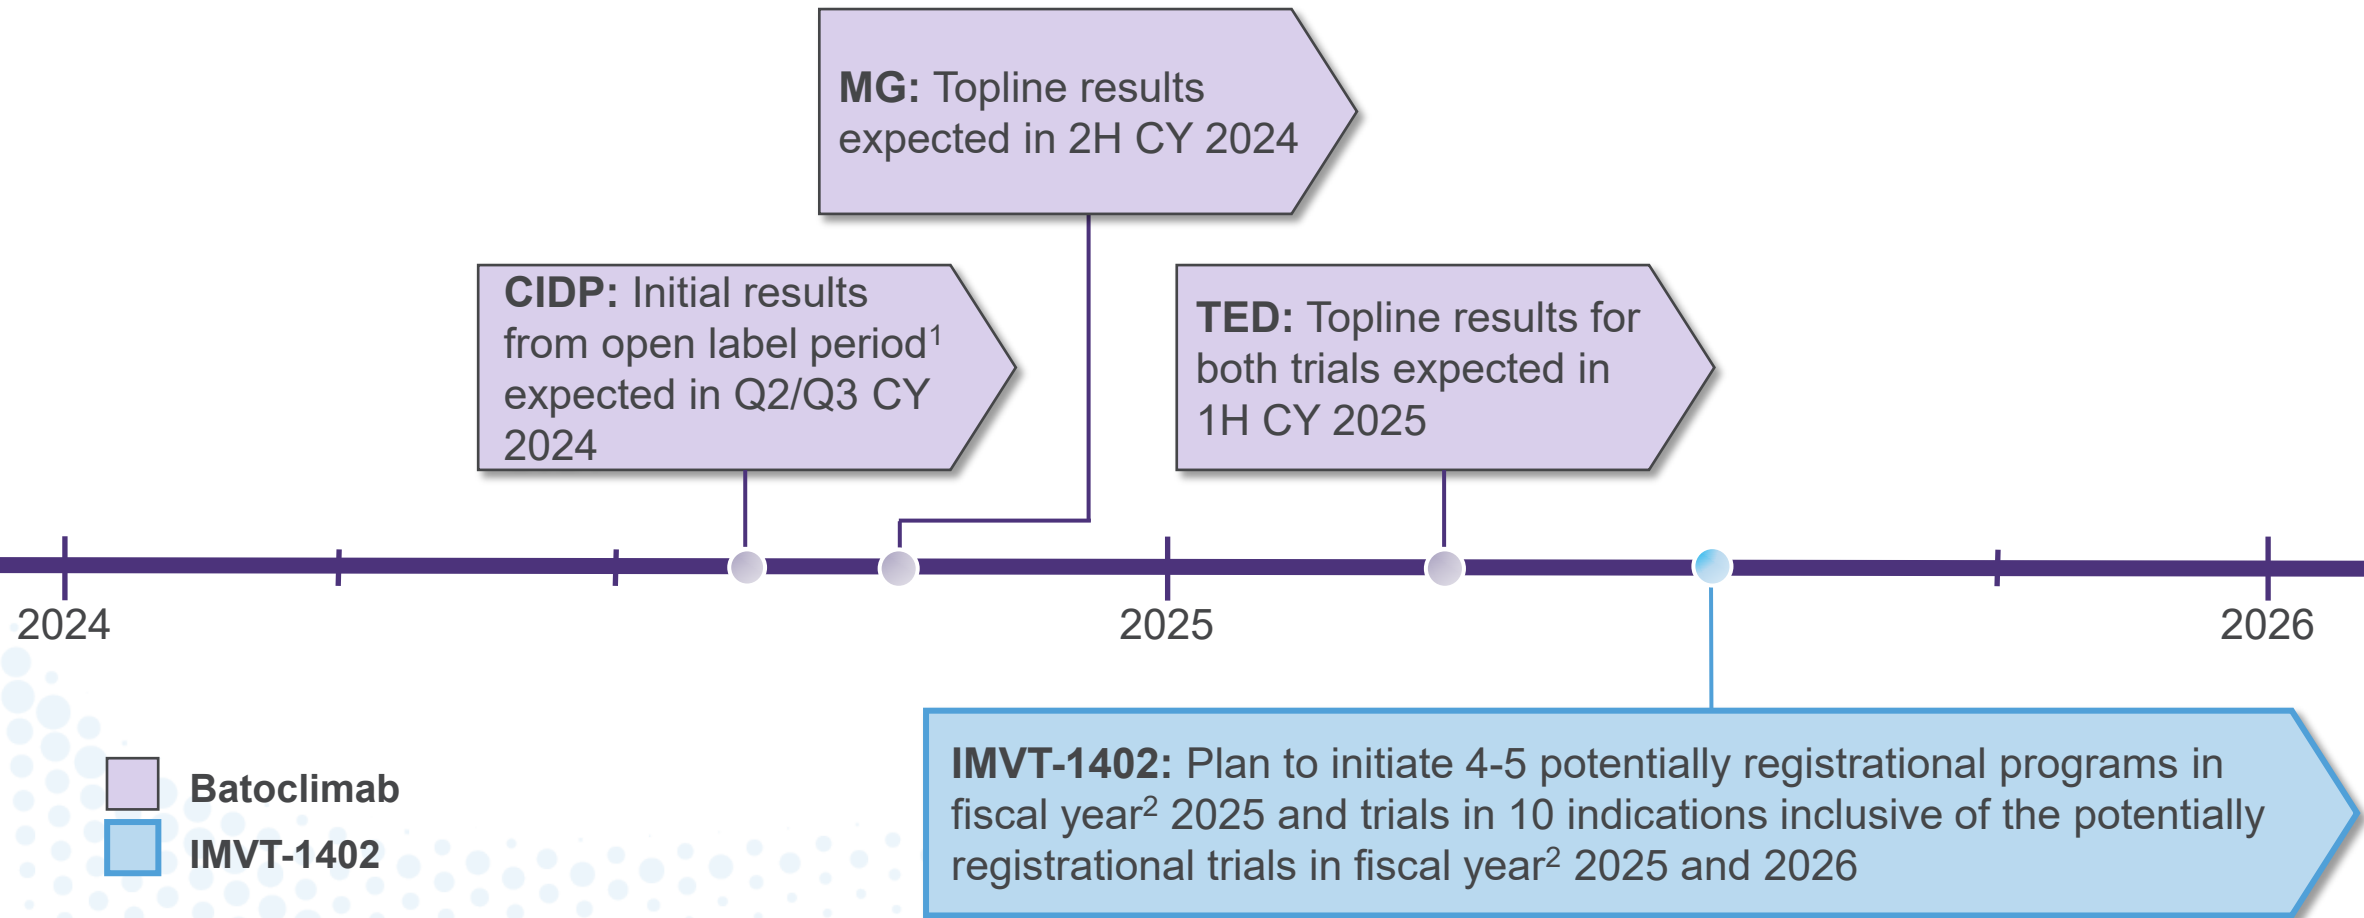 MG: Topline results
expected in 2H CY 2024
CIDP: Initial results
from open label period¹
expected in Q2/Q3 CY
2024
TED: Topline results for
both trials expected in
1H CY 2025
2024
2025
2026
Batoclimab
IMVT-1402
IMVT-1402: Plan to initiate 4-5 potentially registrational programs in
fiscal year² 2025 and trials in 10 indications inclusive of the potentially
registrational trials in fiscal year² 2025 and 2026